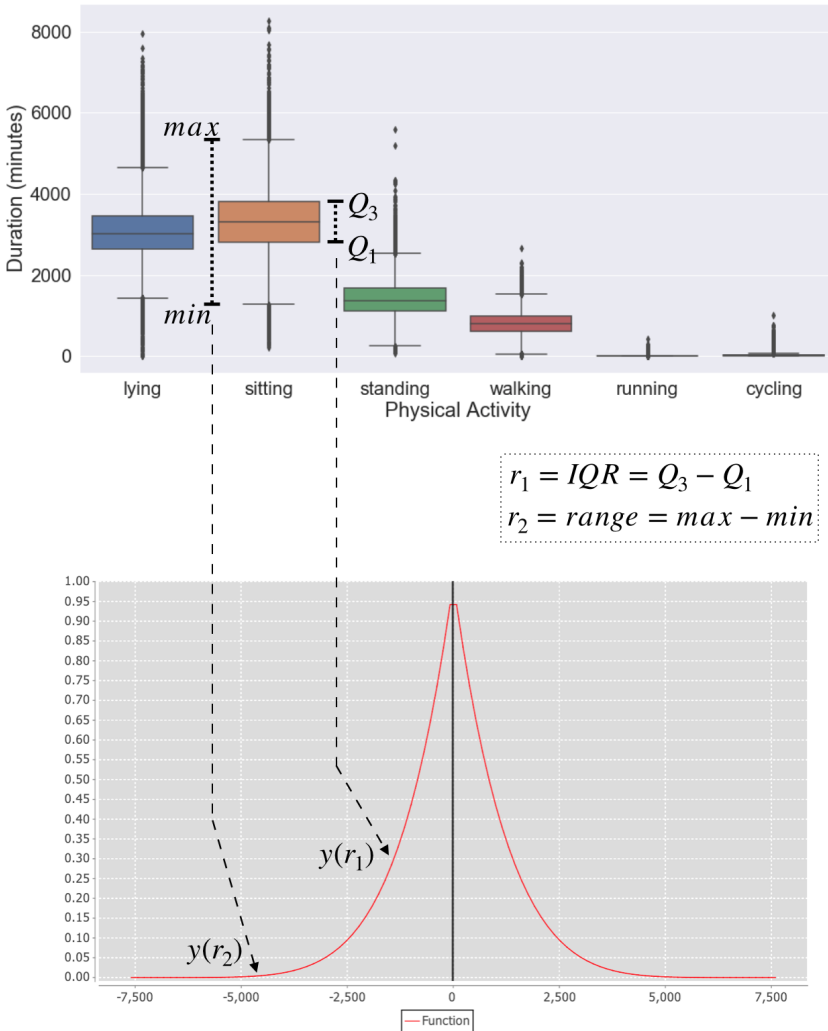 8000
6000
4000
2000
0
Duration (minutes)
max
min
Q3
Q1
lying sitting standing walking running cycling
Physical Activity
r1 = IQR = Q3 − Q1
r2 = range = max − min
1.00
0.95
0.90
0.85
0.80
0.75
0.70
0.65
0.60
0.55
0.50
0.45
0.40
0.35
0.30
0.25
0.20
0.15
0.10
0.05
0.00
y(r1)
y(r2)
-7,500 -5,000 -2,500 0 2,500 5,000 7,500
Function